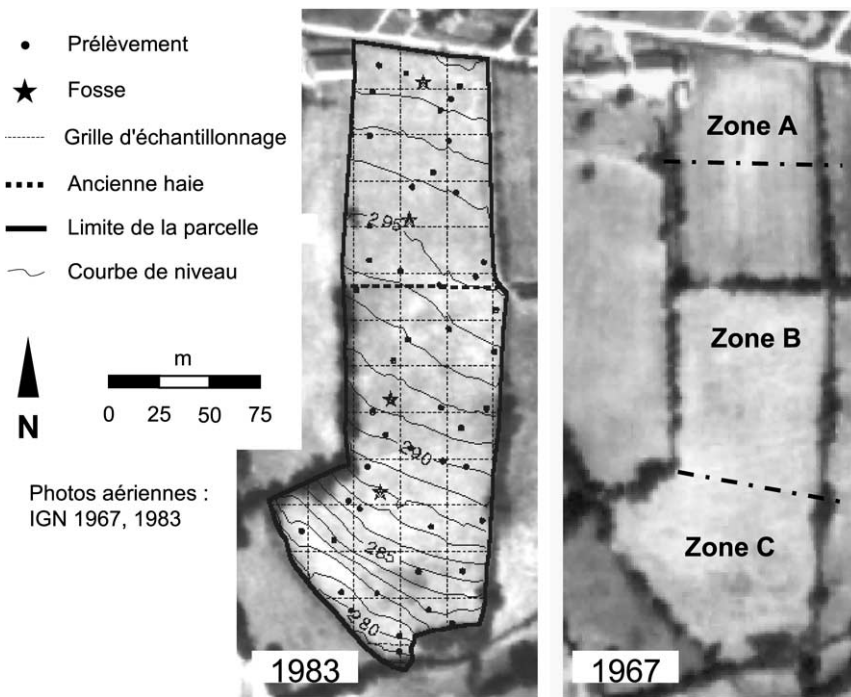 Prélèvement
Fosse
Grille d'échantillonnage
Ancienne haie
Limite de la parcelle
Courbe de niveau
m
0 25 50 75
N
Photos aériennes :
IGN 1967, 1983
295
290
285
280
1983
Zone A
Zone B
Zone C
1967